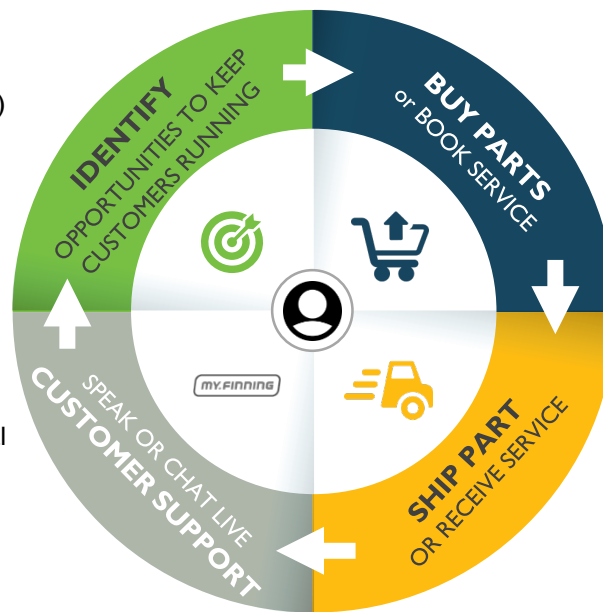 )
IDENTIFY
OPPORTUNITIES TO KEEP
CUSTOMERS RUNNING
BUY PARTS
or BOOK SERVICE
SHIP PART
OR RECEIVE SERVICE
SPEAK OR CHAT LIVE
CUSTOMER SUPPORT
MY.FINNING
l